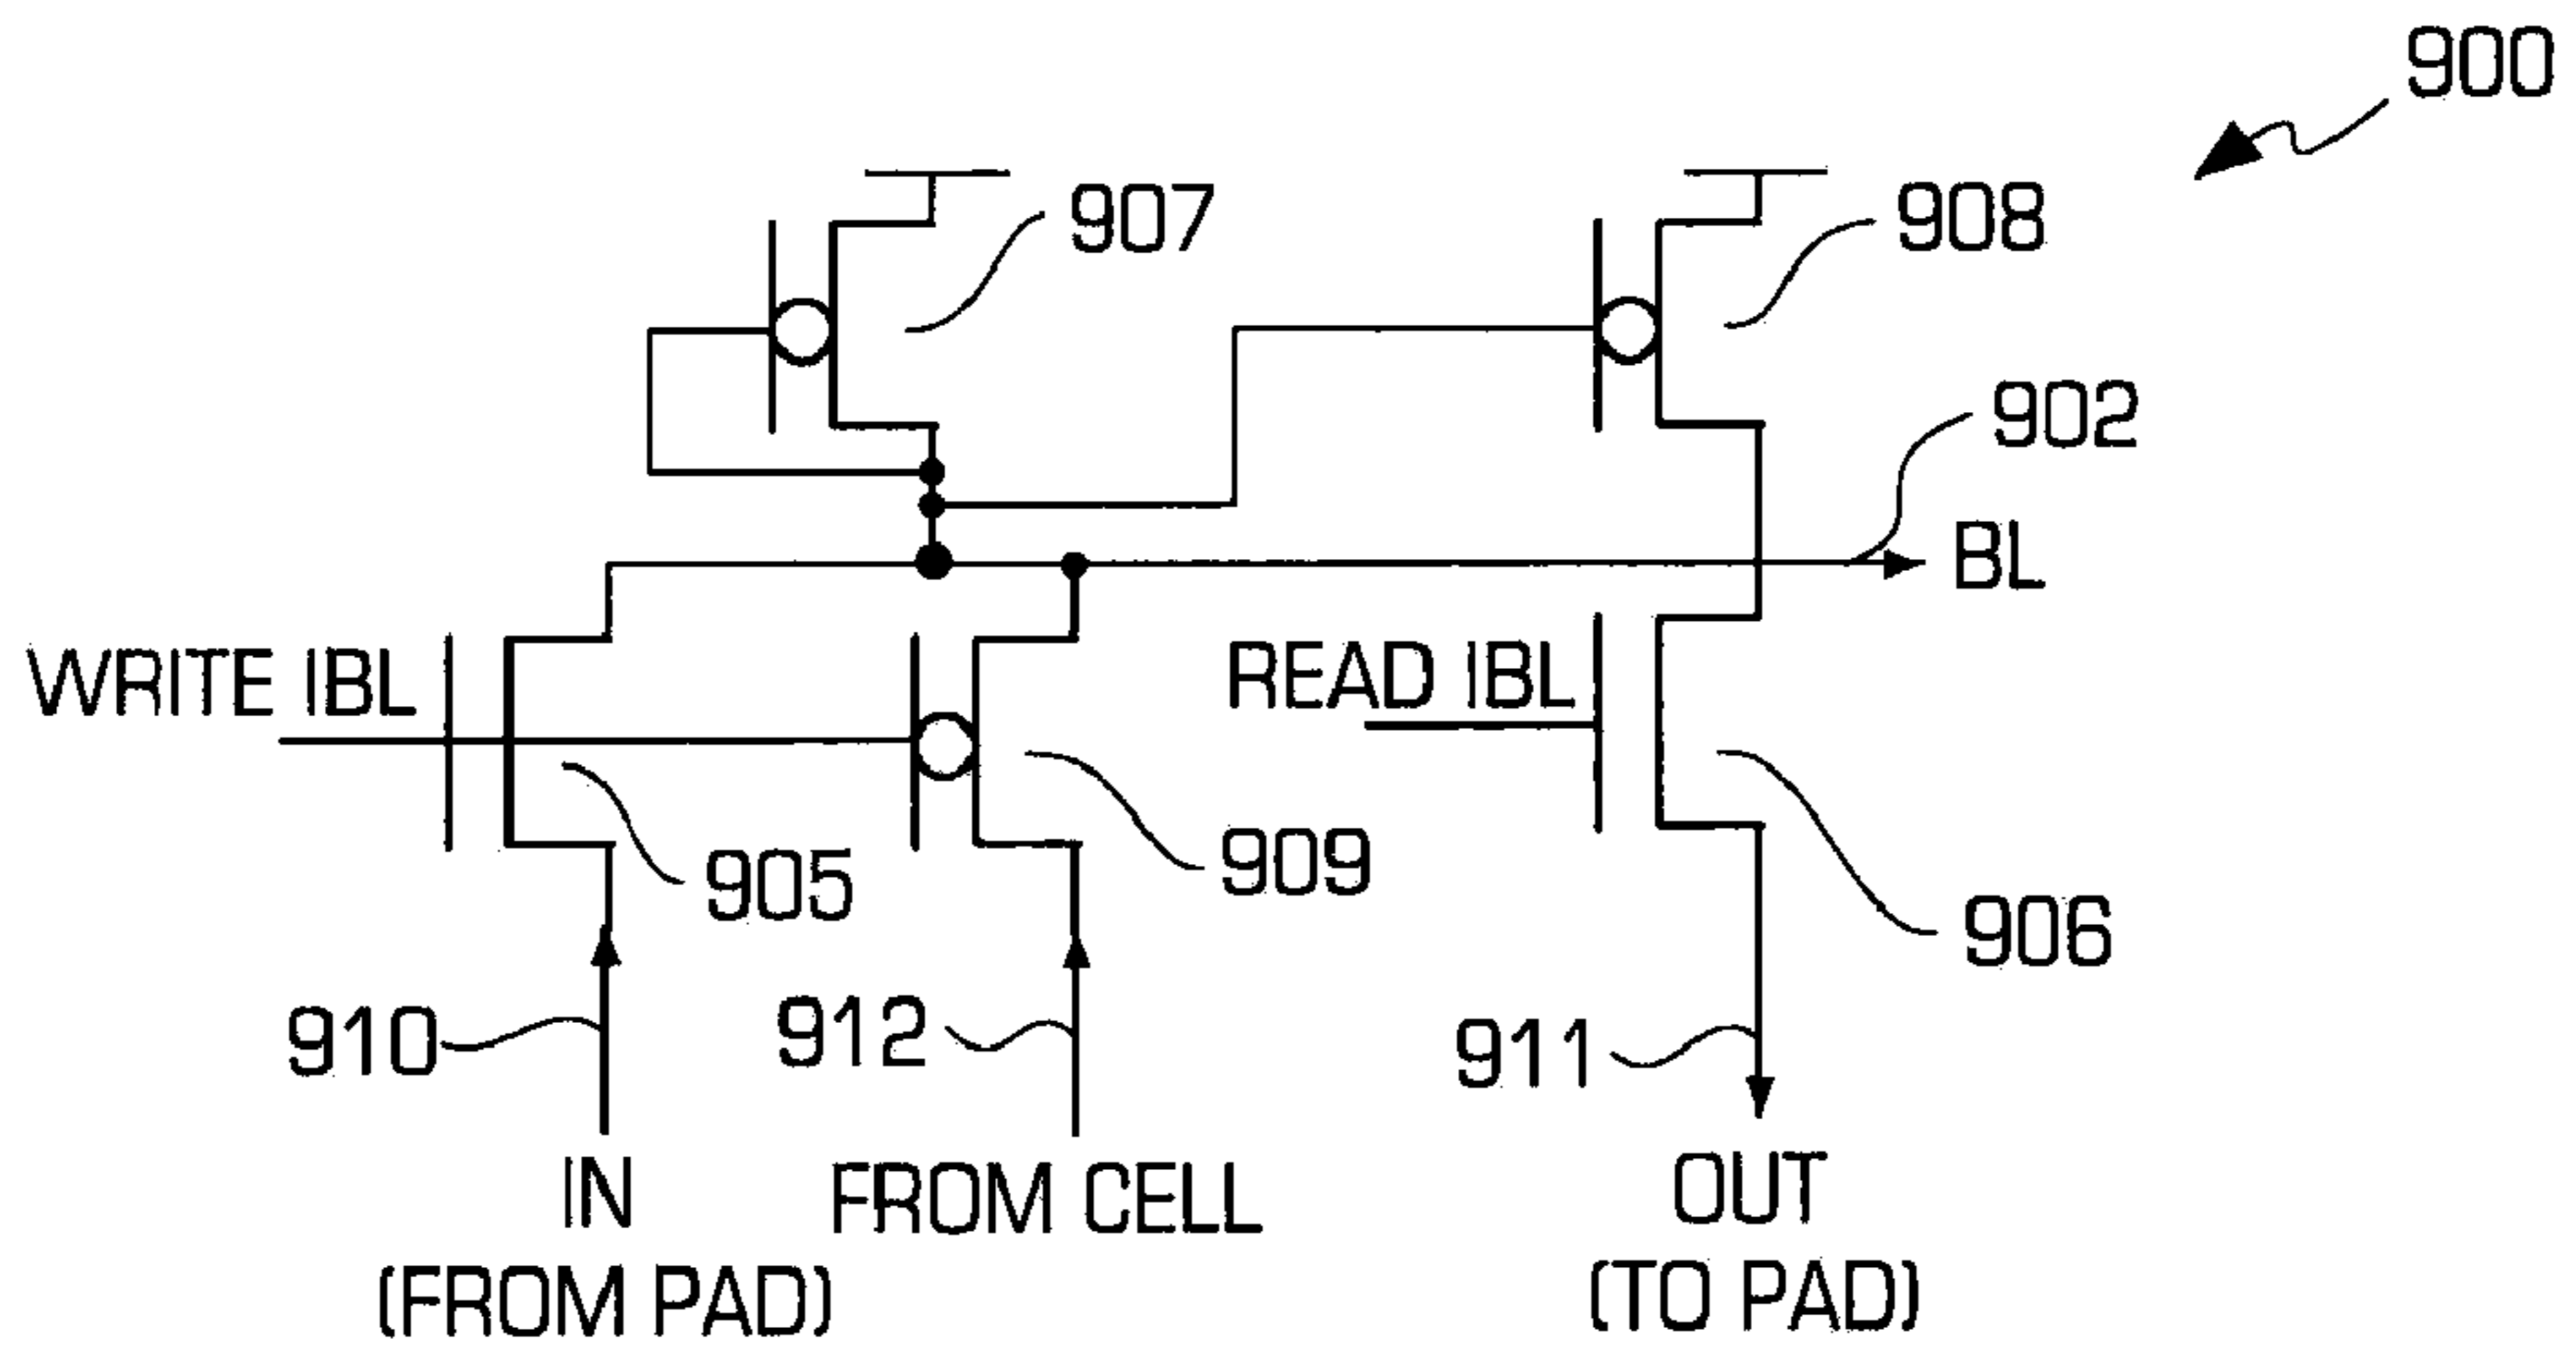 900
907
908
902
BL
WRITE IBL
READ IBL
905
909
906
910
912
911
IN
(FROM PAD)
FROM CELL
OUT
(TO PAD)